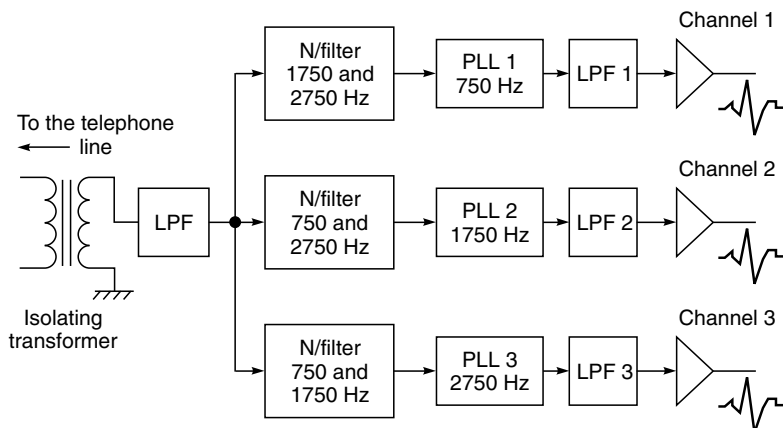 Channel 1
N/filter
1750 and
2750 Hz
PLL 1
750 Hz
LPF 1
To the telephone
line
Channel 2
LPF
N/filter
750 and
2750 Hz
PLL 2
1750 Hz
LPF 2
Isolating
transformer
Channel 3
N/filter
750 and
1750 Hz
PLL 3
2750 Hz
LPF 3